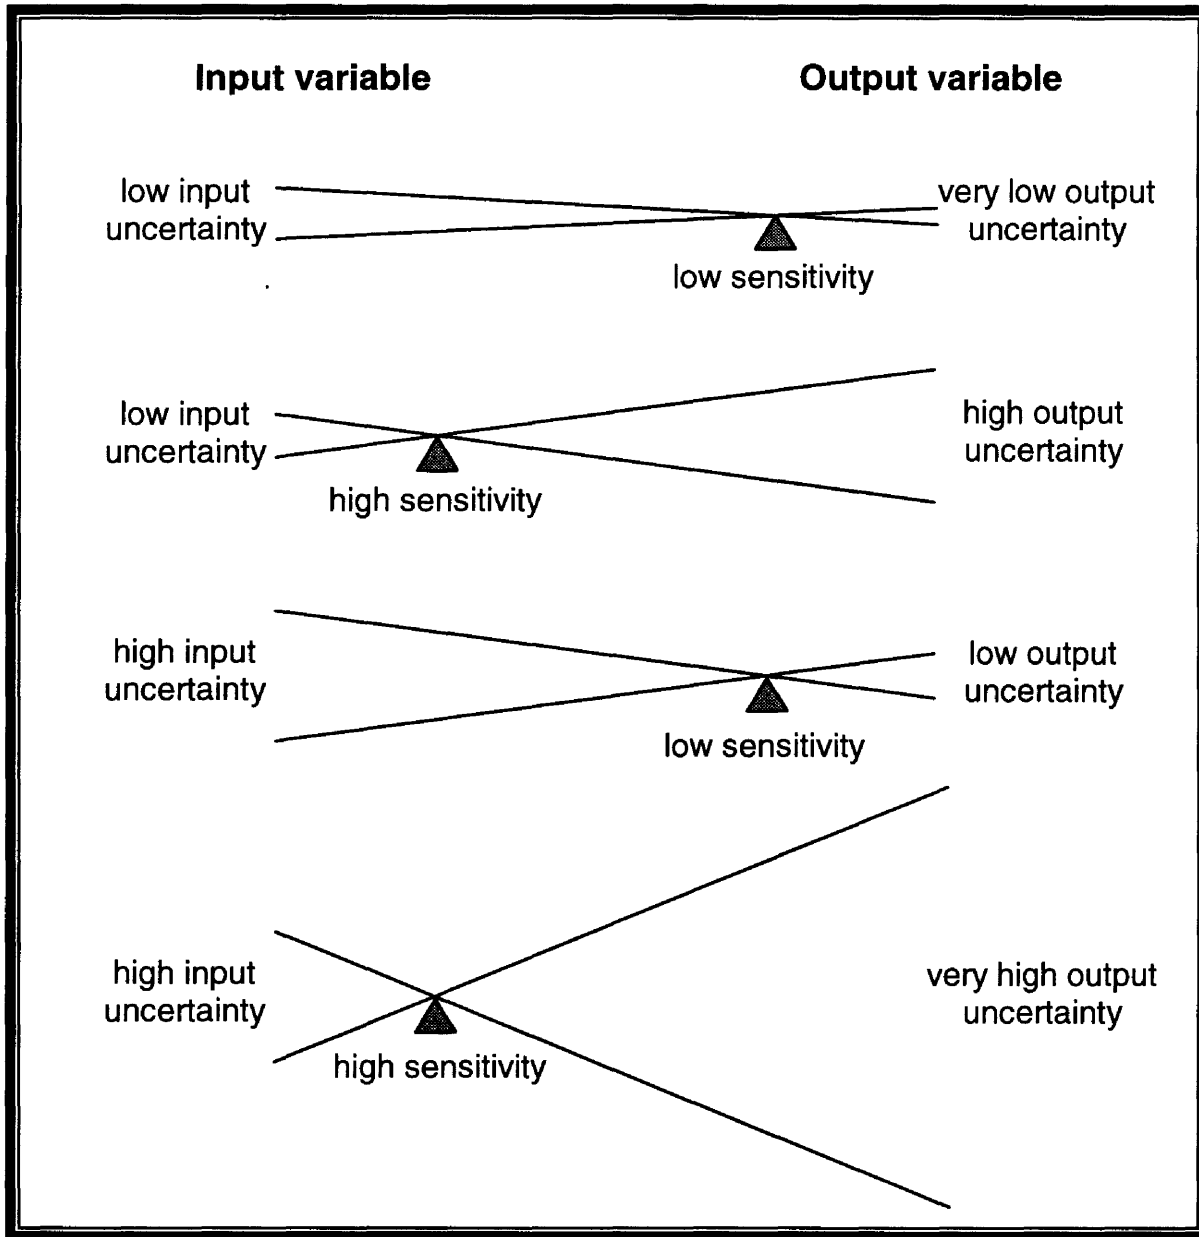 Input variable
Output variable
low input
uncertainty
very low output
uncertainty
low sensitivity
low input
uncertainty
high output
uncertainty
high sensitivity
high input
uncertainty
low output
uncertainty
low sensitivity
high input
uncertainty
very high output
uncertainty
high sensitivity